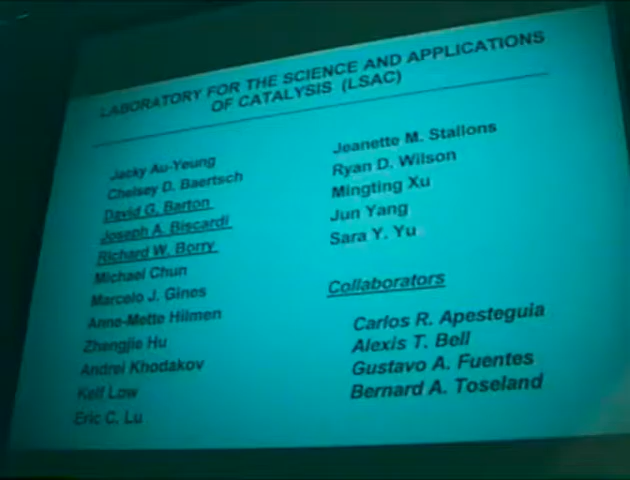 LABORATORY FOR THE SCIENCE AND APPLICATIONS
OF CATALYSIS (LSAC)
Jacky Au-Yeung
Chelsey D. Baertsch
David G. Barton
Joseph A. Biscardi
Richard W. Borry
Michael Chun
Marcelo J. Gines
Anne-Mette Hilmen
Zhengjie Hu
Andrei Khodakov
Kelf Low
Eric C. Lu
Jeanette M. Stallons
Ryan D. Wilson
Mingting Xu
Jun Yang
Sara Y. Yu
Collaborators
Carlos R. Apesteguia
Alexis T. Bell
Gustavo A. Fuentes
Bernard A. Toseland